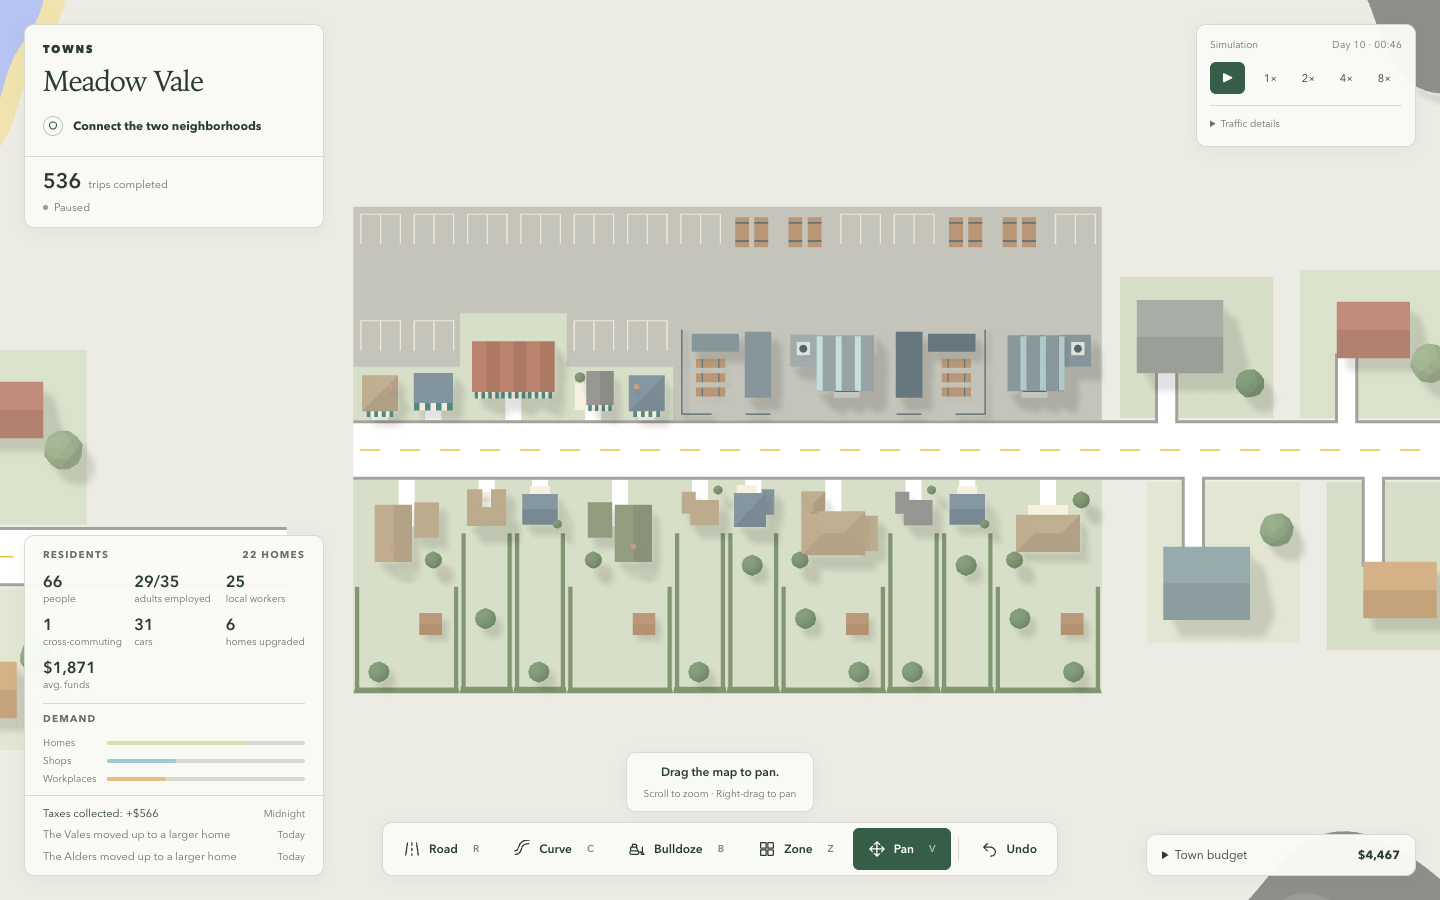 TOWNS
Meadow Vale
Connect the two neighborhoods
536 trips completed
Paused
Simulation Day 10 · 00:46
1× 2× 4× 8×
Traffic details
RESIDENTS 22 HOMES
66 29/35 25
people adults employed local workers
1 31 6
cross-commuting cars homes upgraded
$1,871
avg. funds
DEMAND
Homes
Shops
Workplaces
Taxes collected: +$566 Midnight
The Vales moved up to a larger home Today
The Alders moved up to a larger home Today
Drag the map to pan.
Scroll to zoom · Right-drag to pan
Road R Curve C Bulldoze B Zone Z Pan V Undo
Town budget $4,467